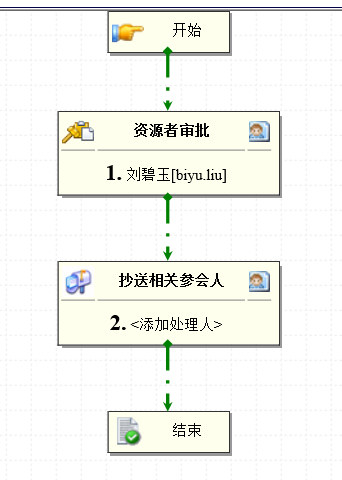 开始
资源者审批
1. 刘碧玉[biyu.liu]
抄送相关参会人
2. <添加处理人>
结束